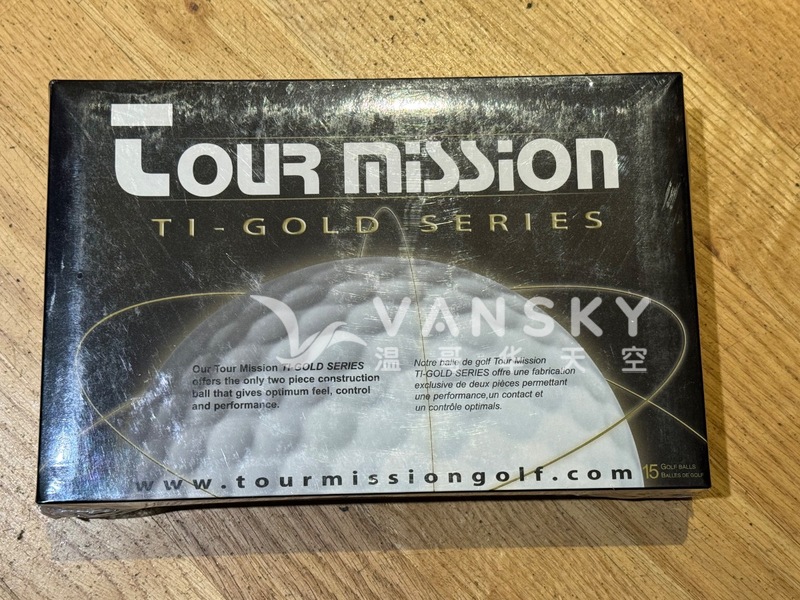 Tour mission
TI-GOLD SERIES
VANSKY
温哥华天空
Our Tour Mission TI-GOLD SERIES
offers the only two piece construction
ball that gives optimum feel, control
and performance.
Notre balle de golf Tour Mission
TI-GOLD SERIES offre une fabrication
exclusive de deux pièces permettant
une performance,un contact et
un contrôle optimals.
www.tourmissiongolf.com
15 GOLF BALLS
BALLES DE GOLF